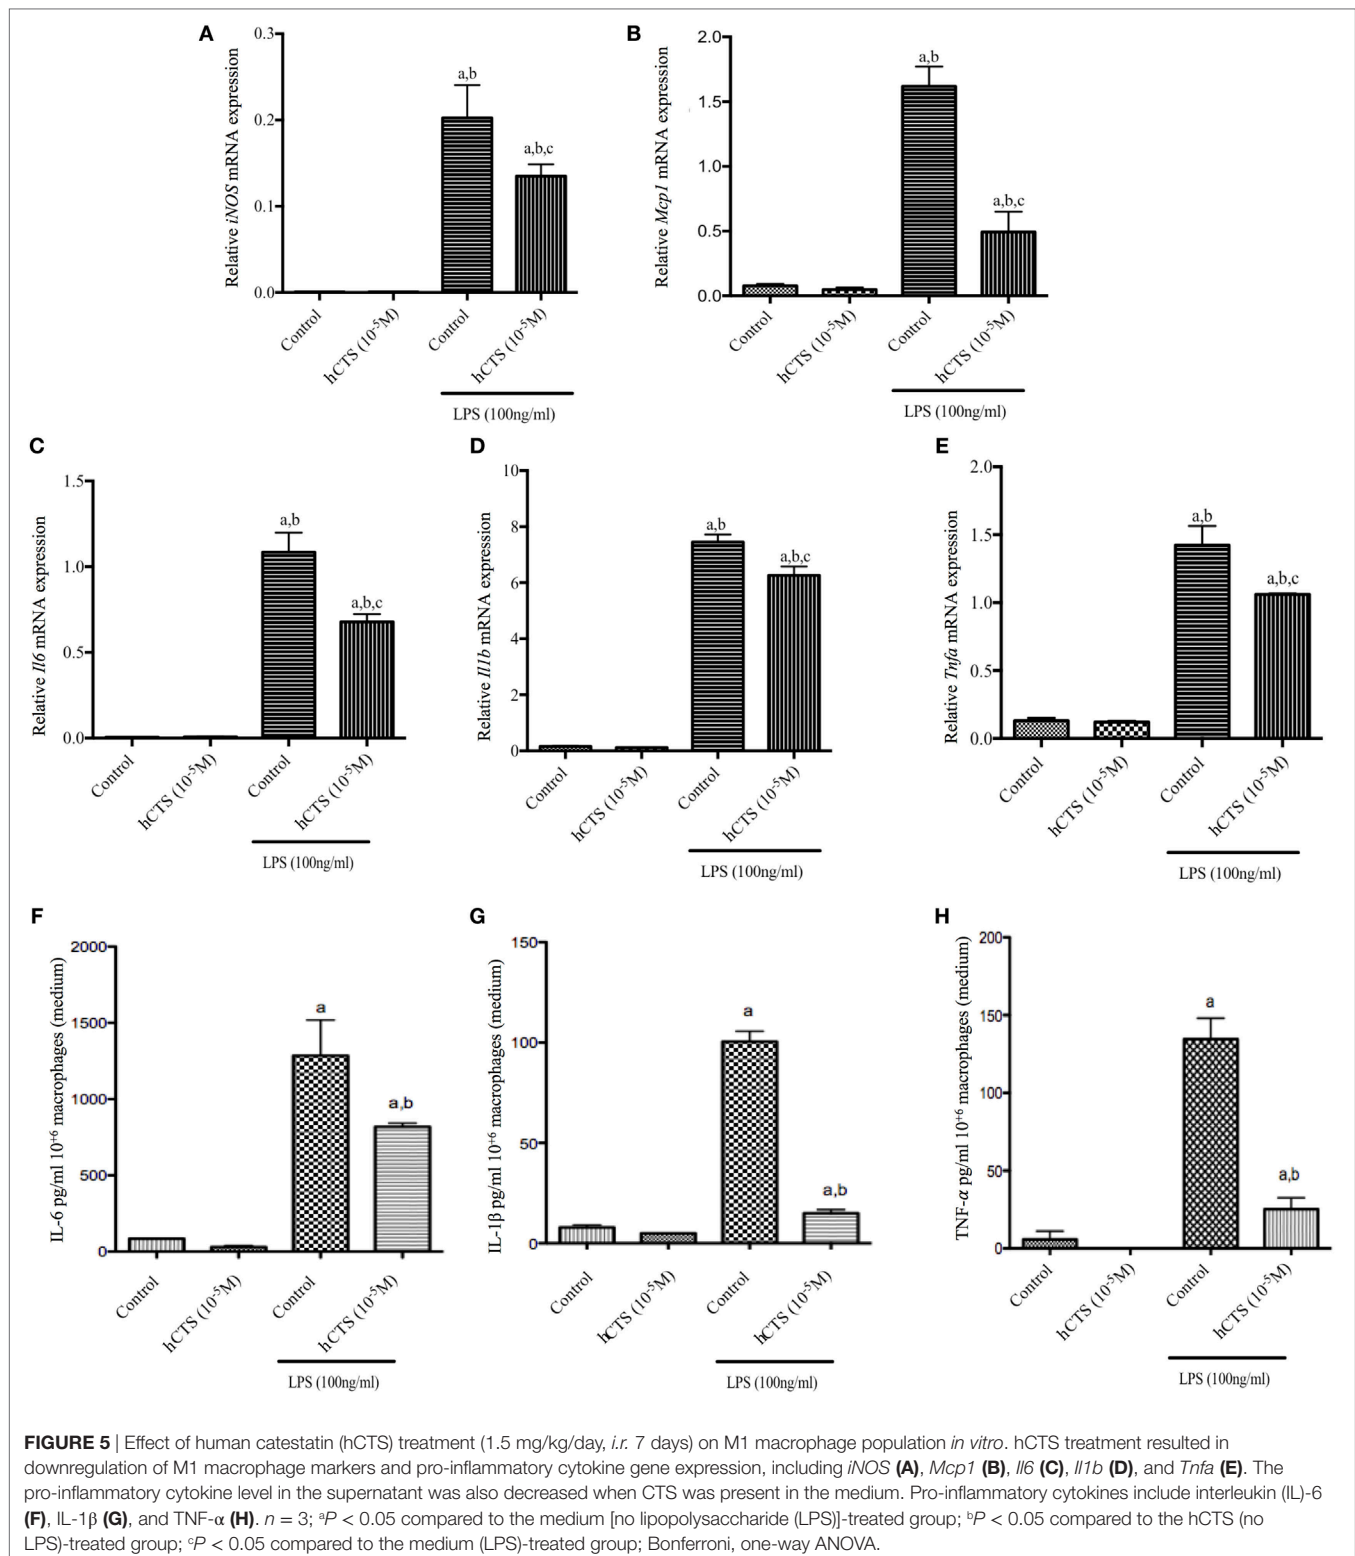 A
0.3
0.2
0.1
0.0
Relative iNOS mRNA expression
a,b
a,b,c
Control
hCTS (10⁻⁵M)
Control
hCTS (10⁻⁵M)
LPS (100ng/ml)
B
2.0
1.5
1.0
0.5
0.0
Relative Mcp1 mRNA expression
a,b
a,b,c
Control
hCTS (10⁻⁵M)
Control
hCTS (10⁻⁵M)
LPS (100ng/ml)
C
1.5
1.0
0.5
0.0
Relative Il6 mRNA expression
a,b
a,b,c
Control
hCTS (10⁻⁵M)
Control
hCTS (10⁻⁵M)
LPS (100ng/ml)
D
10
8
6
4
2
0
Relative Il1b mRNA expression
a,b
a,b,c
Control
hCTS (10⁻⁵M)
Control
hCTS (10⁻⁵M)
LPS (100ng/ml)
E
2.0
1.5
1.0
0.5
0.0
Relative Tnfa mRNA expression
a,b
a,b,c
Control
hCTS (10⁻⁵M)
Control
hCTS (10⁻⁵M)
LPS (100ng/ml)
F
2000
1500
1000
500
0
IL-6 pg/ml 10⁺⁶ macrophages (medium)
a
a,b
Control
hCTS (10⁻⁵M)
Control
hCTS (10⁻⁵M)
LPS (100ng/ml)
G
150
100
50
0
IL-1β pg/ml 10⁺⁶ macrophages (medium)
a
a,b
Control
hCTS (10⁻⁵M)
Control
hCTS (10⁻⁵M)
LPS (100ng/ml)
H
200
150
100
50
0
TNF-α pg/ml 10⁺⁶ macrophages (medium)
a
a,b
Control
hCTS (10⁻⁵M)
Control
hCTS (10⁻⁵M)
LPS (100ng/ml)
FIGURE 5 | Effect of human catestatin (hCTS) treatment (1.5 mg/kg/day, i.r. 7 days) on M1 macrophage population in vitro. hCTS treatment resulted in
downregulation of M1 macrophage markers and pro-inflammatory cytokine gene expression, including iNOS (A), Mcp1 (B), Il6 (C), Il1b (D), and Tnfa (E). The
pro-inflammatory cytokine level in the supernatant was also decreased when CTS was present in the medium. Pro-inflammatory cytokines include interleukin (IL)-6
(F), IL-1β (G), and TNF-α (H). n = 3; ᵃP < 0.05 compared to the medium [no lipopolysaccharide (LPS)]-treated group; ᵇP < 0.05 compared to the hCTS (no
LPS)-treated group; ᶜP < 0.05 compared to the medium (LPS)-treated group; Bonferroni, one-way ANOVA.